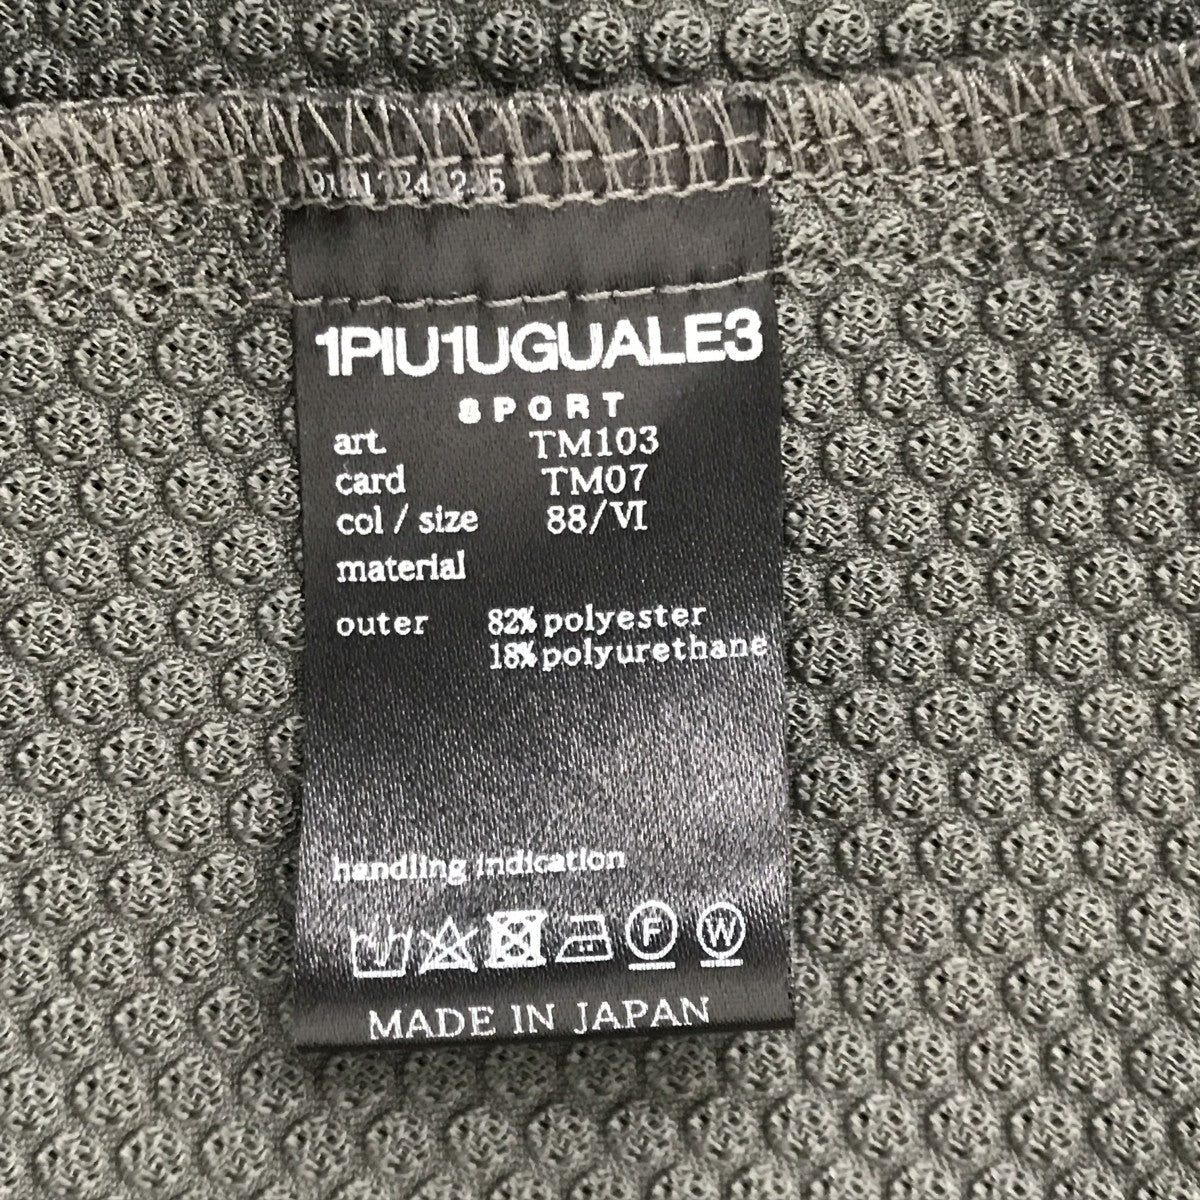 1PIU1UGUALE3
SPORT
art. TM103
card TM07
col / size 88/VI
material
outer 82% polyester
18% polyurethane
handling indication
F W
MADE IN JAPAN